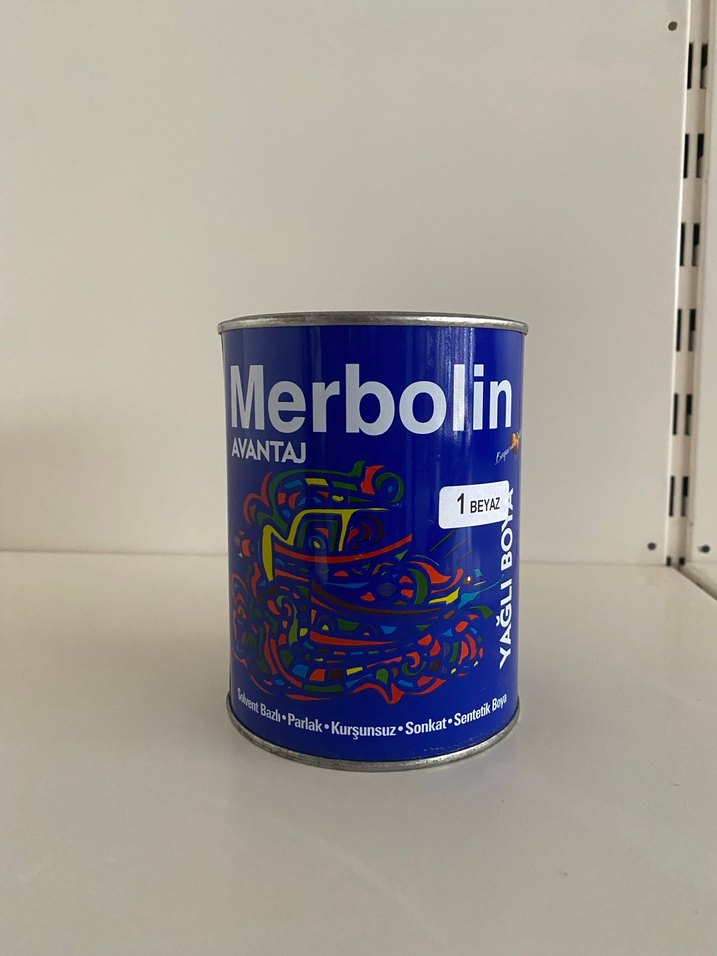 Merbolin
AVANTAJ
1 BEYAZ
YAĞLI BOYA
Solvent Bazlı • Parlak • Kurşunsuz • Sonkat • Sentetik Boya